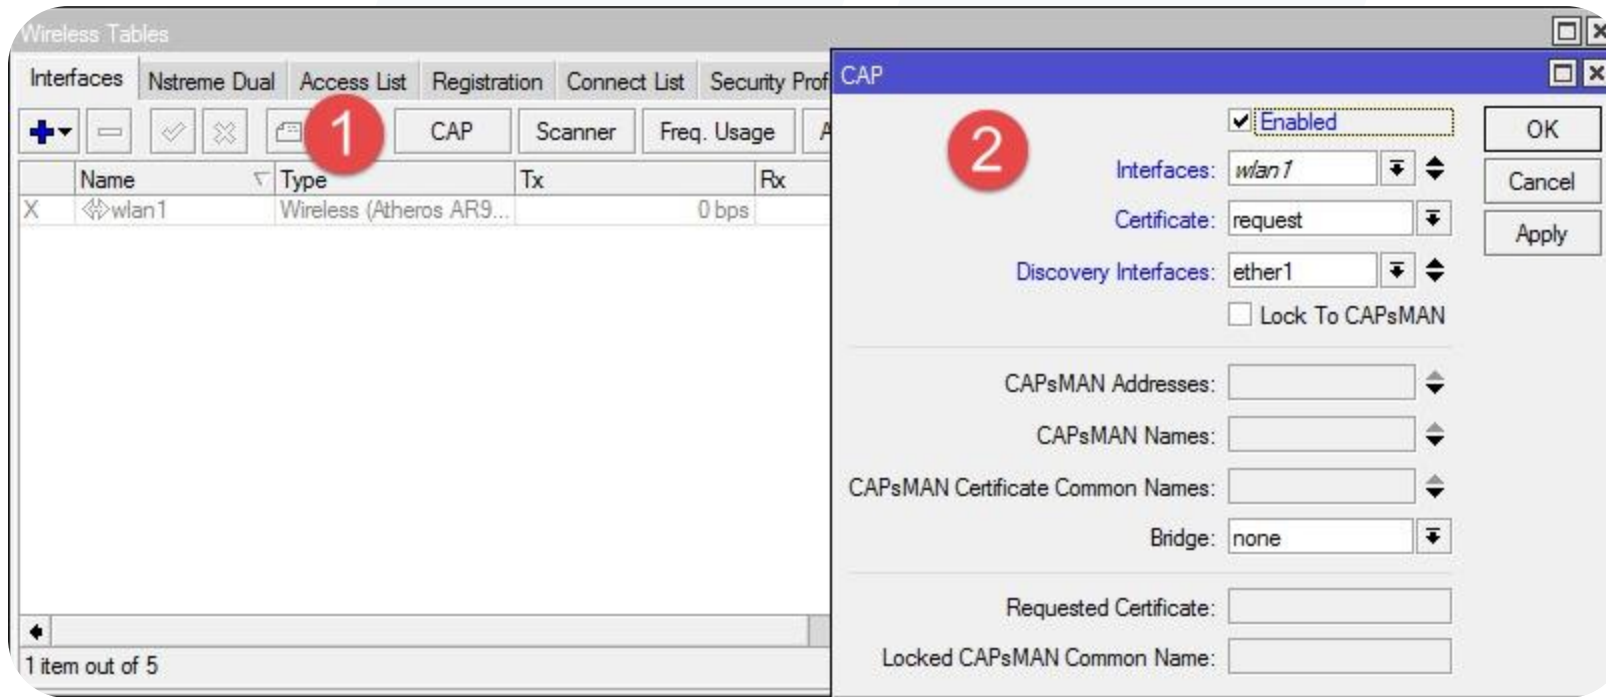 Wireless Tables
Interfaces Nstreme Dual Access List Registration Connect List Security Prof
1 CAP Scanner Freq. Usage A
Name Type Tx Rx
X wlan1 Wireless (Atheros AR9... 0 bps
1 item out of 5
CAP
2
Enabled
Interfaces: wlan1
Certificate: request
Discovery Interfaces: ether1
Lock To CAPsMAN
CAPsMAN Addresses:
CAPsMAN Names:
CAPsMAN Certificate Common Names:
Bridge: none
Requested Certificate:
Locked CAPsMAN Common Name:
OK
Cancel
Apply